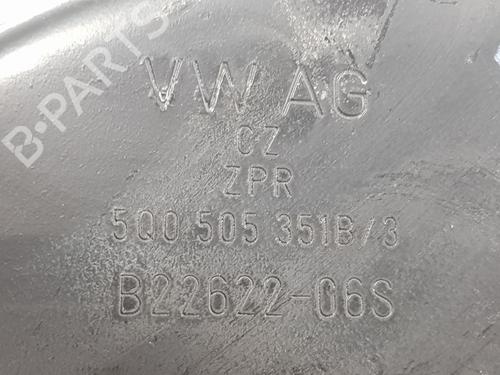 B-PARTS
VW AG
CZ
ZPR
5Q0 505 351B/3
B22622-06S